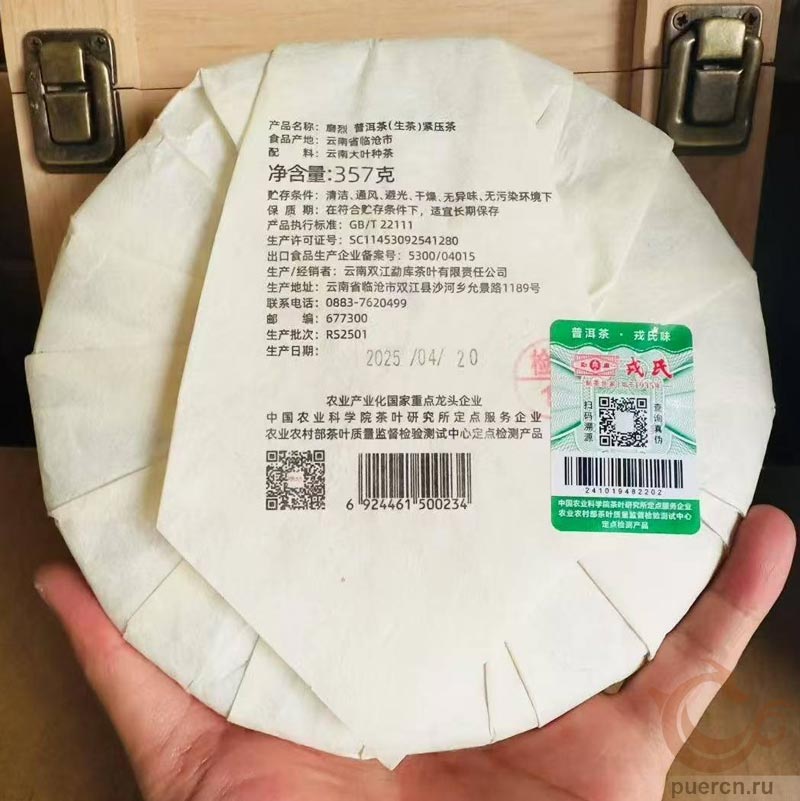 产品名称：磨烈 普洱茶(生茶)紧压茶
食品产地：云南省临沧市
配　　料：云南大叶种茶
净含量:357克
贮存条件：清洁、通风、避光、干燥、无异味、无污染环境下
保 质 期：在符合贮存条件下，适宜长期保存
产品执行标准：GB/T 22111
生产许可证号：SC11453092541280
出口食品生产企业备案号：5300/04015
生产/经销者：云南双江勐库茶叶有限责任公司
生产地址：云南省临沧市双江县沙河乡允景路1189号
联系电话：0883-7620499
邮　　编：677300
生产批次：RS2501
生产日期：
2025/04/20
检
农业产业化国家重点龙头企业
中国农业科学院茶叶研究所定点服务企业
农业农村部茶叶质量监督检验测试中心定点检测产品
6 924461 500234
普洱茶 · 戎氏味
戎氏
扫码溯源
查询真伪
241019482202
中国农业科学院茶叶研究所定点服务企业
农业农村部茶叶质量监督检验测试中心
定点检测产品
puercn.ru